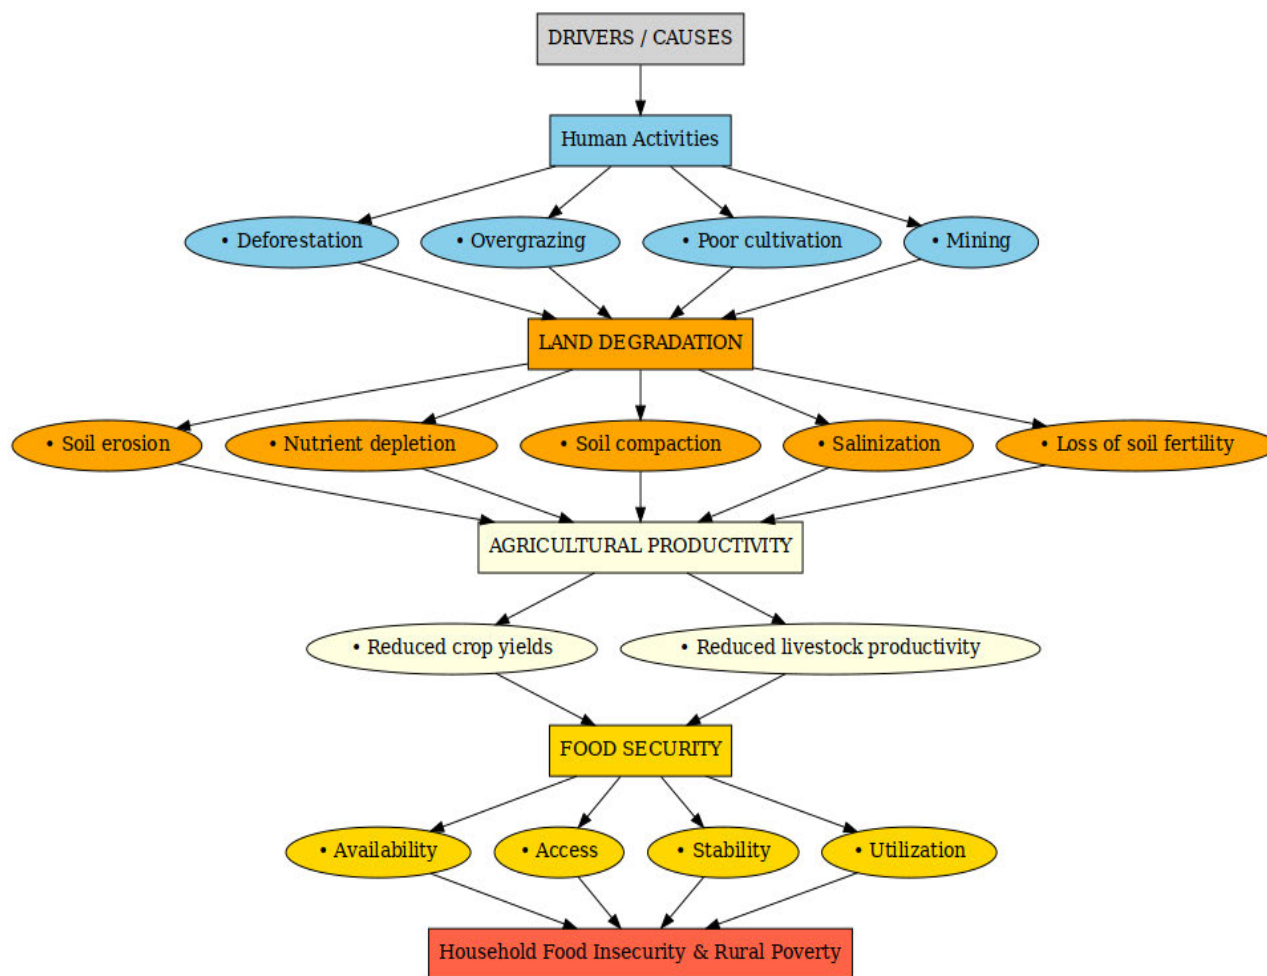 DRIVERS / CAUSES
Human Activities
• Deforestation
• Overgrazing
• Poor cultivation
• Mining
LAND DEGRADATION
• Soil erosion
• Nutrient depletion
• Soil compaction
• Salinization
• Loss of soil fertility
AGRICULTURAL PRODUCTIVITY
• Reduced crop yields
• Reduced livestock productivity
FOOD SECURITY
• Availability
• Access
• Stability
• Utilization
Household Food Insecurity & Rural Poverty